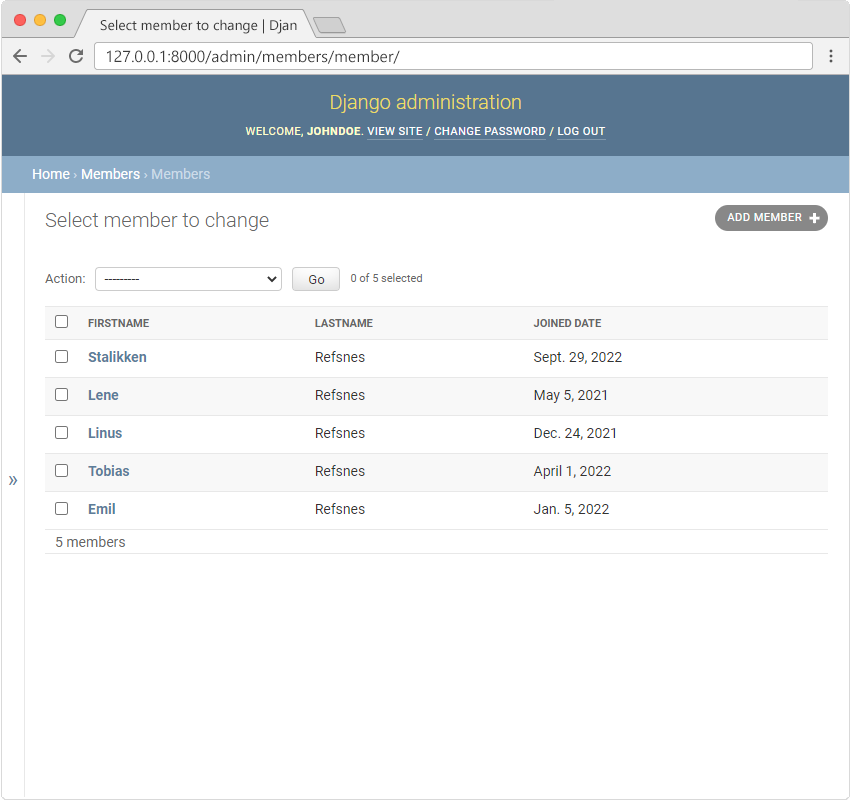 Select member to change | Djan
127.0.0.1:8000/admin/members/member/
Django administration
WELCOME, JOHNDOE. VIEW SITE / CHANGE PASSWORD / LOG OUT
Home › Members › Members
Select member to change
ADD MEMBER +
Action: --------- Go 0 of 5 selected
FIRSTNAME LASTNAME JOINED DATE
Stalikken Refsnes Sept. 29, 2022
Lene Refsnes May 5, 2021
Linus Refsnes Dec. 24, 2021
Tobias Refsnes April 1, 2022
Emil Refsnes Jan. 5, 2022
»
5 members